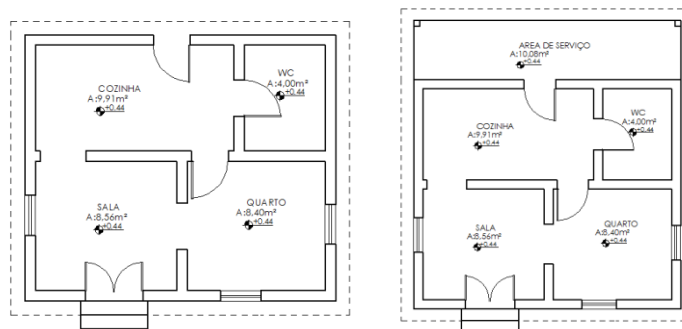 COZINHA
A:9,91m²
+0.44
WC
A:4,00m²
+0.44
SALA
A:8,56m²
+0.44
QUARTO
A:8,40m²
+0.44
AREA DE SERVIÇO
A:10,08m²
+0.44
COZINHA
A:9,91m²
+0.44
WC
A:4,00m²
+0.44
SALA
A:8,56m²
+0.44
QUARTO
A:8,40m²
+0.44